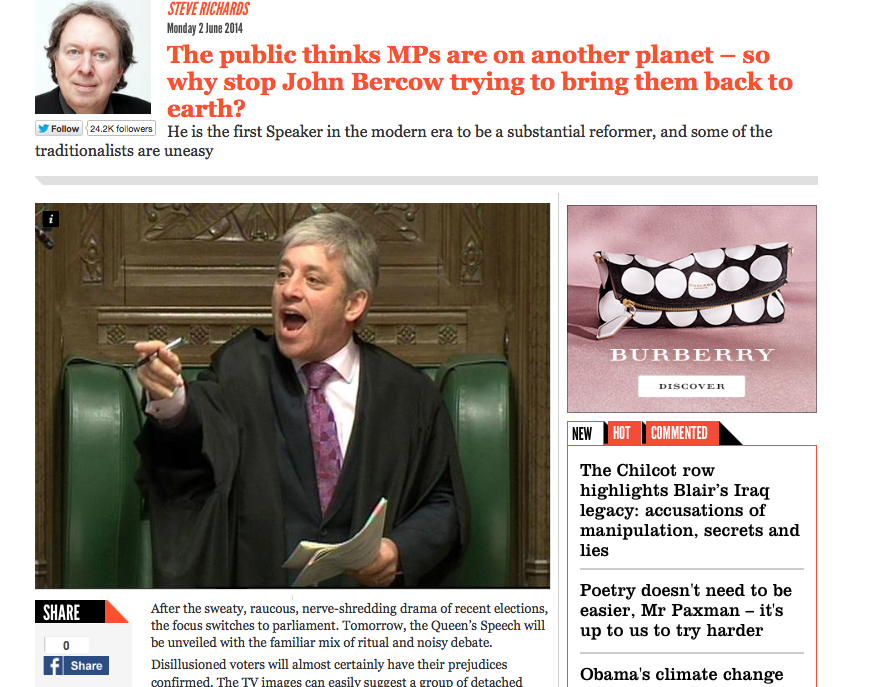 STEVE RICHARDS
Monday 2 June 2014
The public thinks MPs are on another planet – so
why stop John Bercow trying to bring them back to
earth?
Follow
24.2K followers
He is the first Speaker in the modern era to be a substantial reformer, and some of the
traditionalists are uneasy
i
BURBERRY
DISCOVER
NEW
HOT
COMMENTED
The Chilcot row
highlights Blair's Iraq
legacy: accusations of
manipulation, secrets and
lies
Poetry doesn't need to be
easier, Mr Paxman – it's
up to us to try harder
Obama's climate change
SHARE
0
f Share
After the sweaty, raucous, nerve-shredding drama of recent elections,
the focus switches to parliament. Tomorrow, the Queen's Speech will
be unveiled with the familiar mix of ritual and noisy debate.
Disillusioned voters will almost certainly have their prejudices
confirmed. The TV images can easily suggest a group of detached